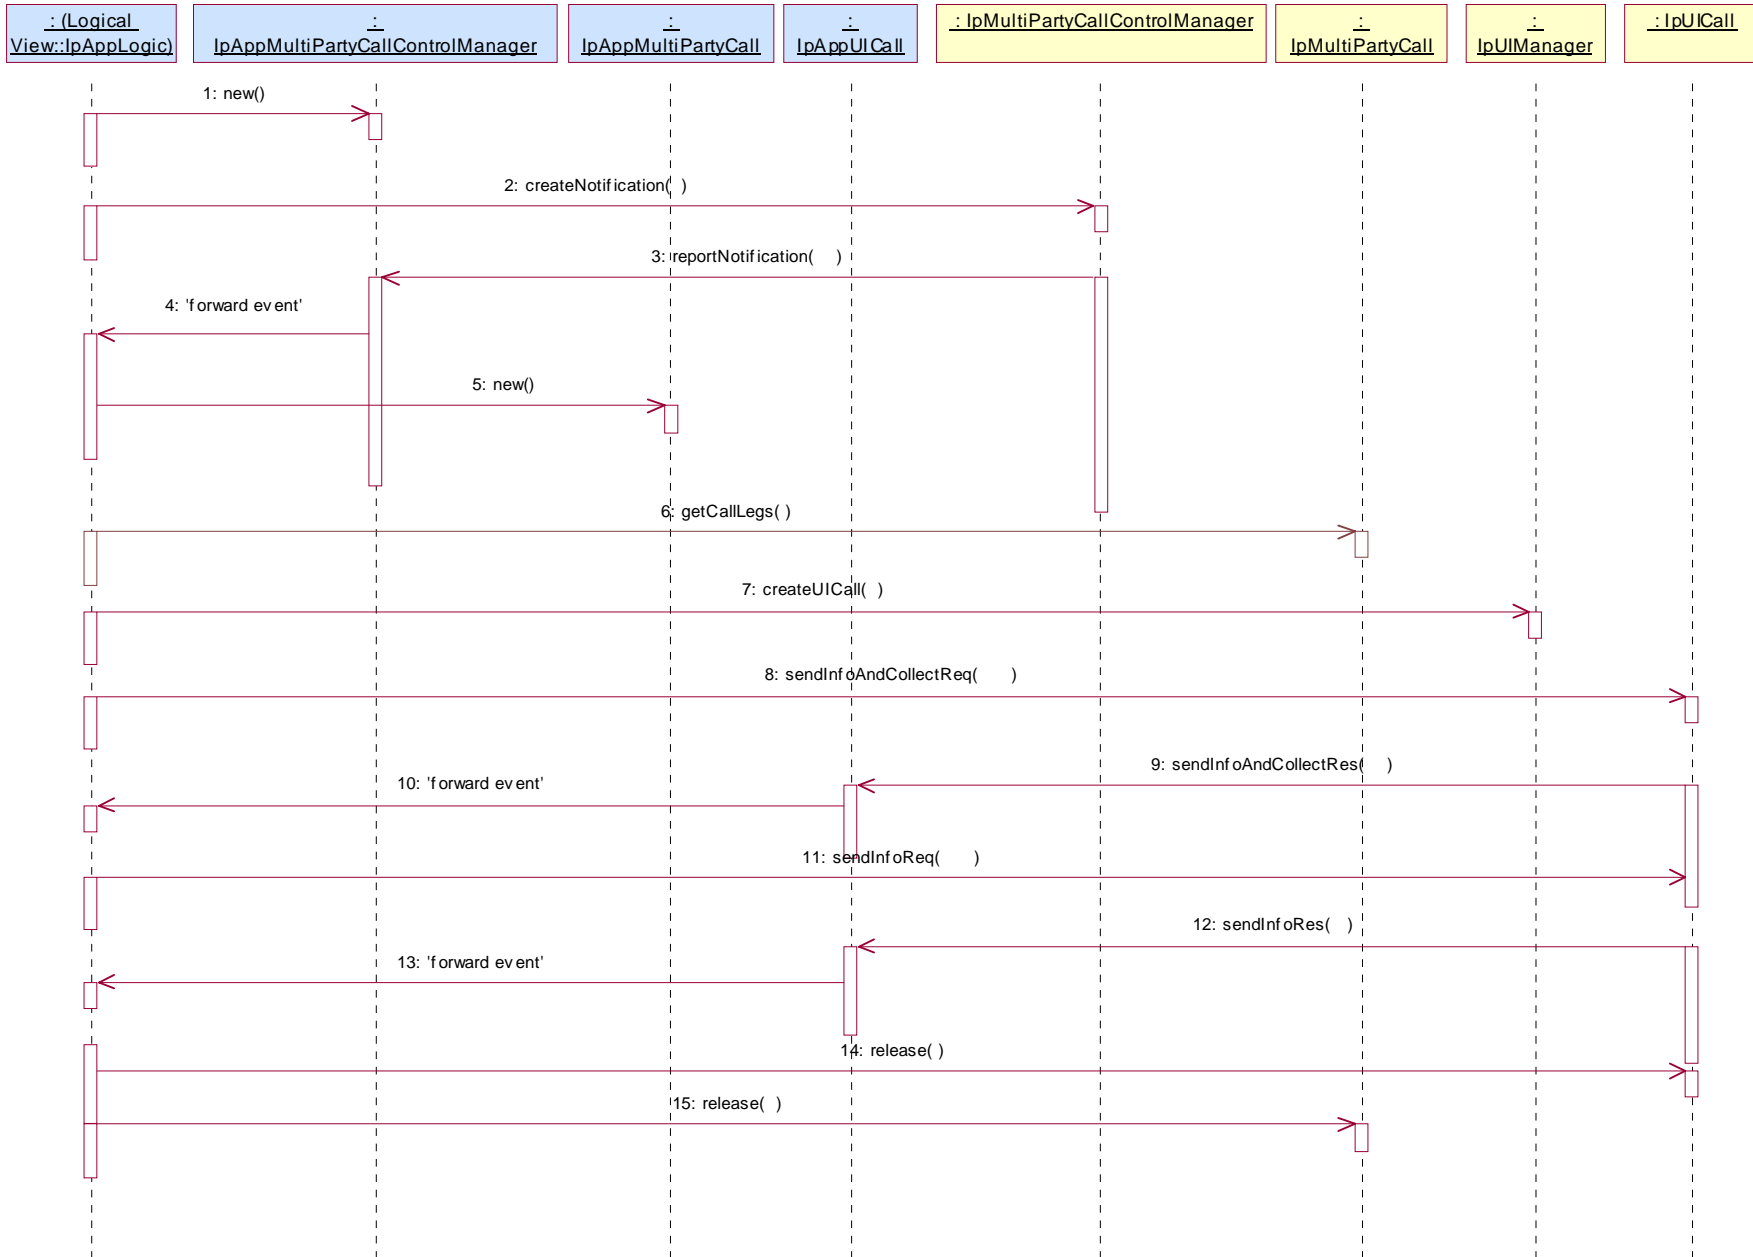 : (Logical
View::IpAppLogic)
:
IpAppMultiPartyCallControlManager
:
IpAppMultiPartyCall
:
IpAppUICall
: IpMultiPartyCallControlManager
:
IpMultiPartyCall
:
IpUIManager
: IpUICall
1: new()
2: createNotification( )
3: reportNotification( )
4: 'forward event'
5: new()
6: getCallLegs( )
7: createUICall( )
8: sendInfoAndCollectReq( )
9: sendInfoAndCollectRes( )
10: 'forward event'
11: sendInfoReq( )
12: sendInfoRes( )
13: 'forward event'
14: release( )
15: release( )